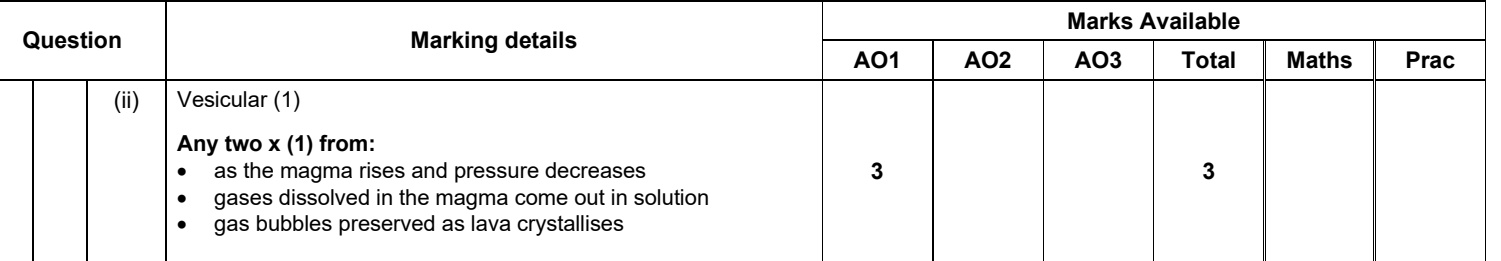 Question Marking details Marks Available
AO1 AO2 AO3 Total Maths Prac
(ii) Vesicular (1)
Any two x (1) from:
• as the magma rises and pressure decreases
3 3
• gases dissolved in the magma come out in solution
• gas bubbles preserved as lava crystallises